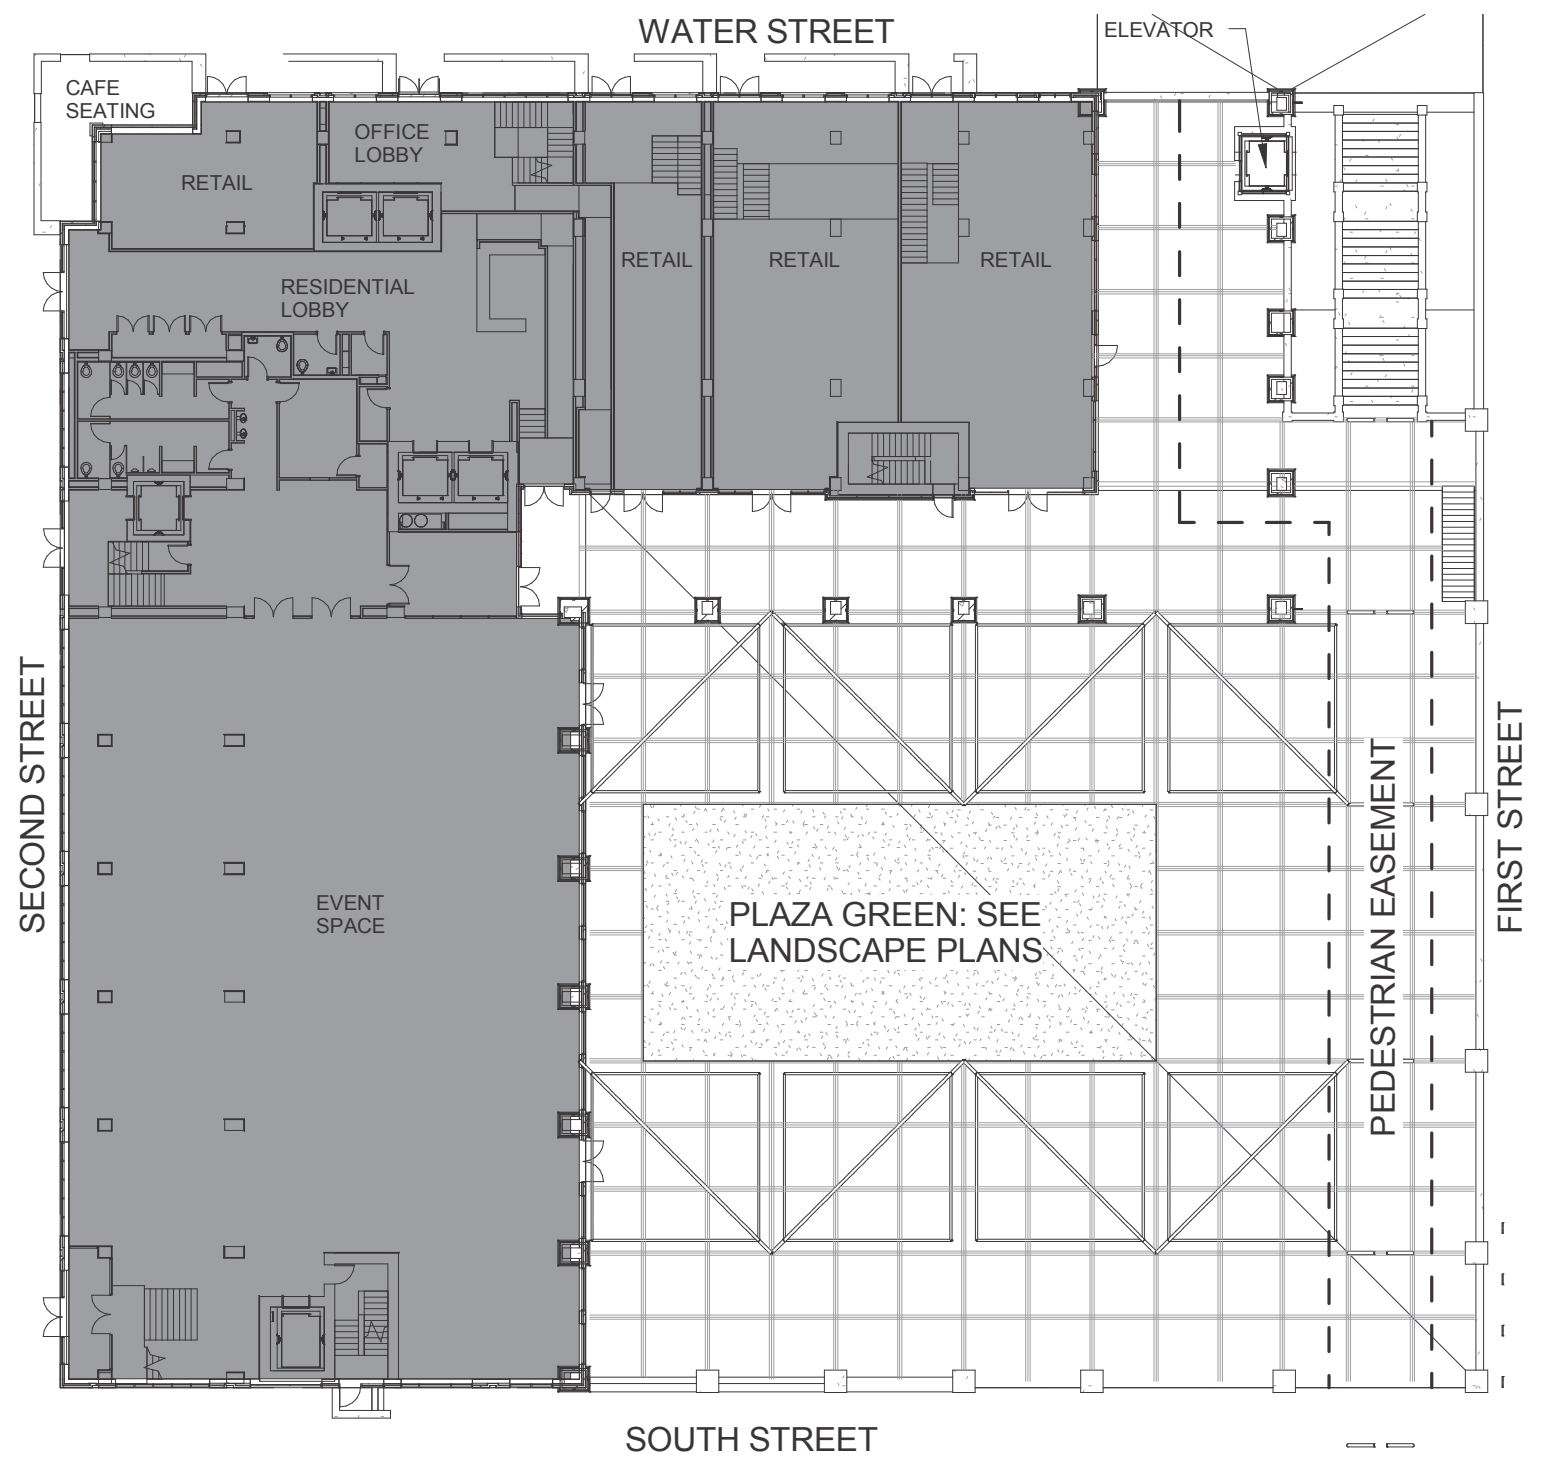 WATER STREET
ELEVATOR
CAFE
SEATING
OFFICE
LOBBY
RETAIL
RETAIL
RETAIL
RETAIL
RESIDENTIAL
LOBBY
SECOND STREET
EVENT
SPACE
PLAZA GREEN: SEE
LANDSCAPE PLANS
PEDESTRIAN EASEMENT
FIRST STREET
SOUTH STREET